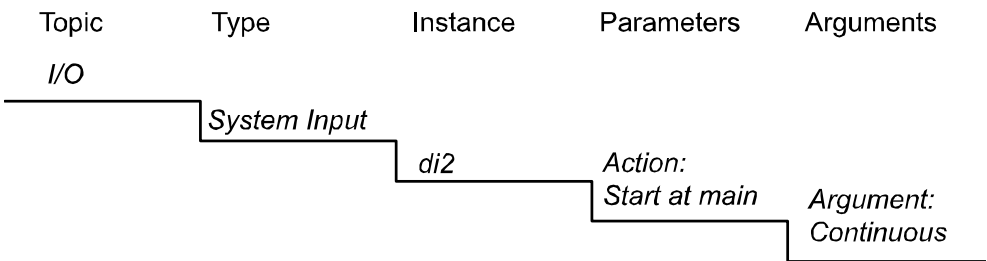 Topic Type Instance Parameters Arguments
I/O
System Input
di2 Action:
Start at main
Argument:
Continuous